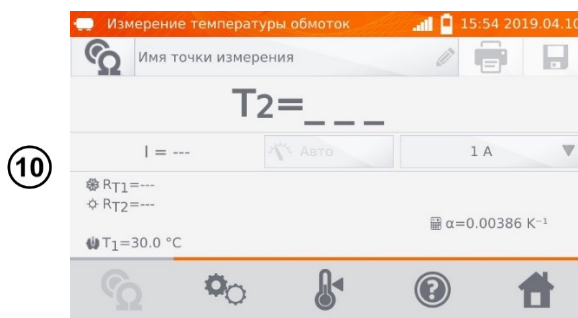 Измерение температуры обмоток 15:54 2019.04.10
Имя точки измерения
T2=_ _ _
I = --- Авто 1 A
10
RT1=---
RT2=---
α=0.00386 K⁻¹
T1=30.0 °C
?